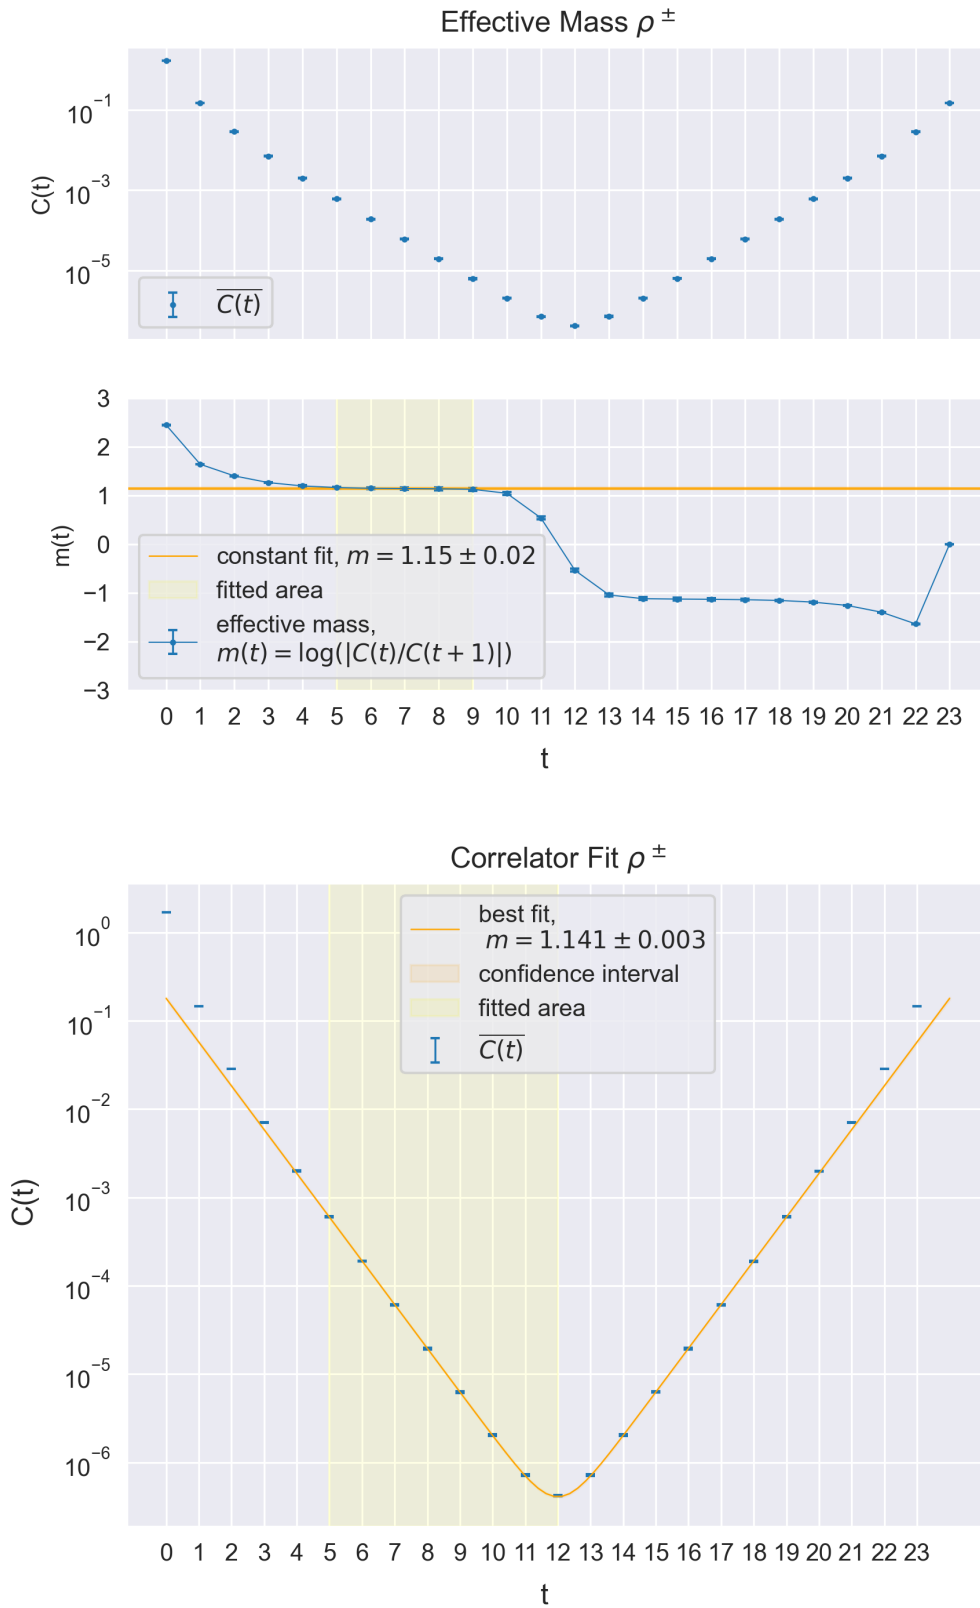 Effective Mass ρ ±
10⁻¹
10⁻³
10⁻⁵
C(t)
C(t)
3
2
1
0
−1
−2
−3
m(t)
constant fit, m = 1.15 ± 0.02
fitted area
effective mass,
m(t) = log(|C(t)/C(t + 1)|)
0 1 2 3 4 5 6 7 8 9 10 11 12 13 14 15 16 17 18 19 20 21 22 23
t
Correlator Fit ρ ±
10⁰
10⁻¹
10⁻²
10⁻³
10⁻⁴
10⁻⁵
10⁻⁶
C(t)
best fit,
m = 1.141 ± 0.003
confidence interval
fitted area
C(t)
0 1 2 3 4 5 6 7 8 9 10 11 12 13 14 15 16 17 18 19 20 21 22 23
t